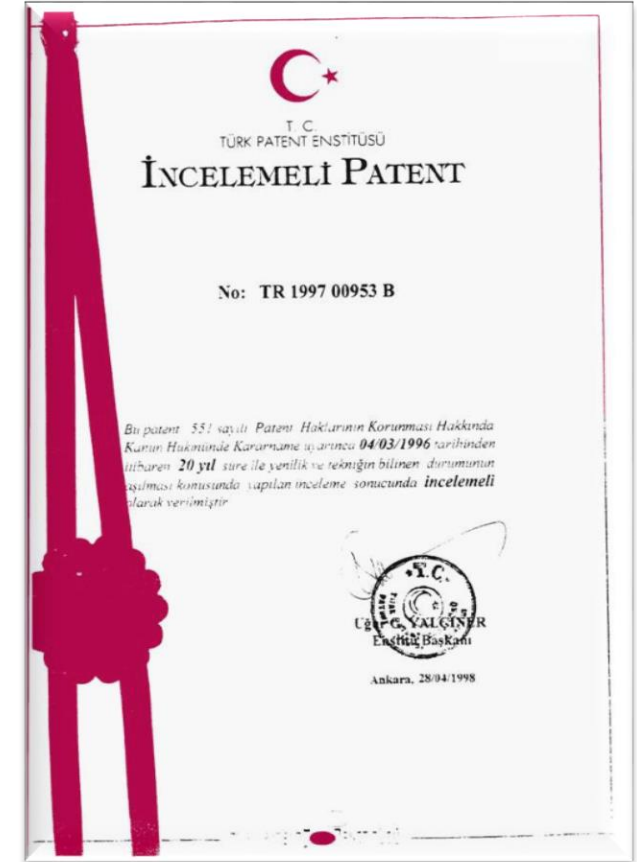 T. C.
TÜRK PATENT ENSTİTÜSÜ
İNCELEMELİ PATENT
No: TR 1997 00953 B
Bu patent 551 sayılı Patent Haklarının Korunması Hakkında
Kanun Hükmünde Kararname uyarınca 04/03/1996 tarihinden
itibaren 20 yıl süre ile yenilik ve tekniğin bilinen durumunun
aşılması konusunda yapılan inceleme sonucunda incelemeli
olarak verilmiştir
T.C.
Uğur G. YALÇINER
Enstitü Başkanı
Ankara, 28/04/1998